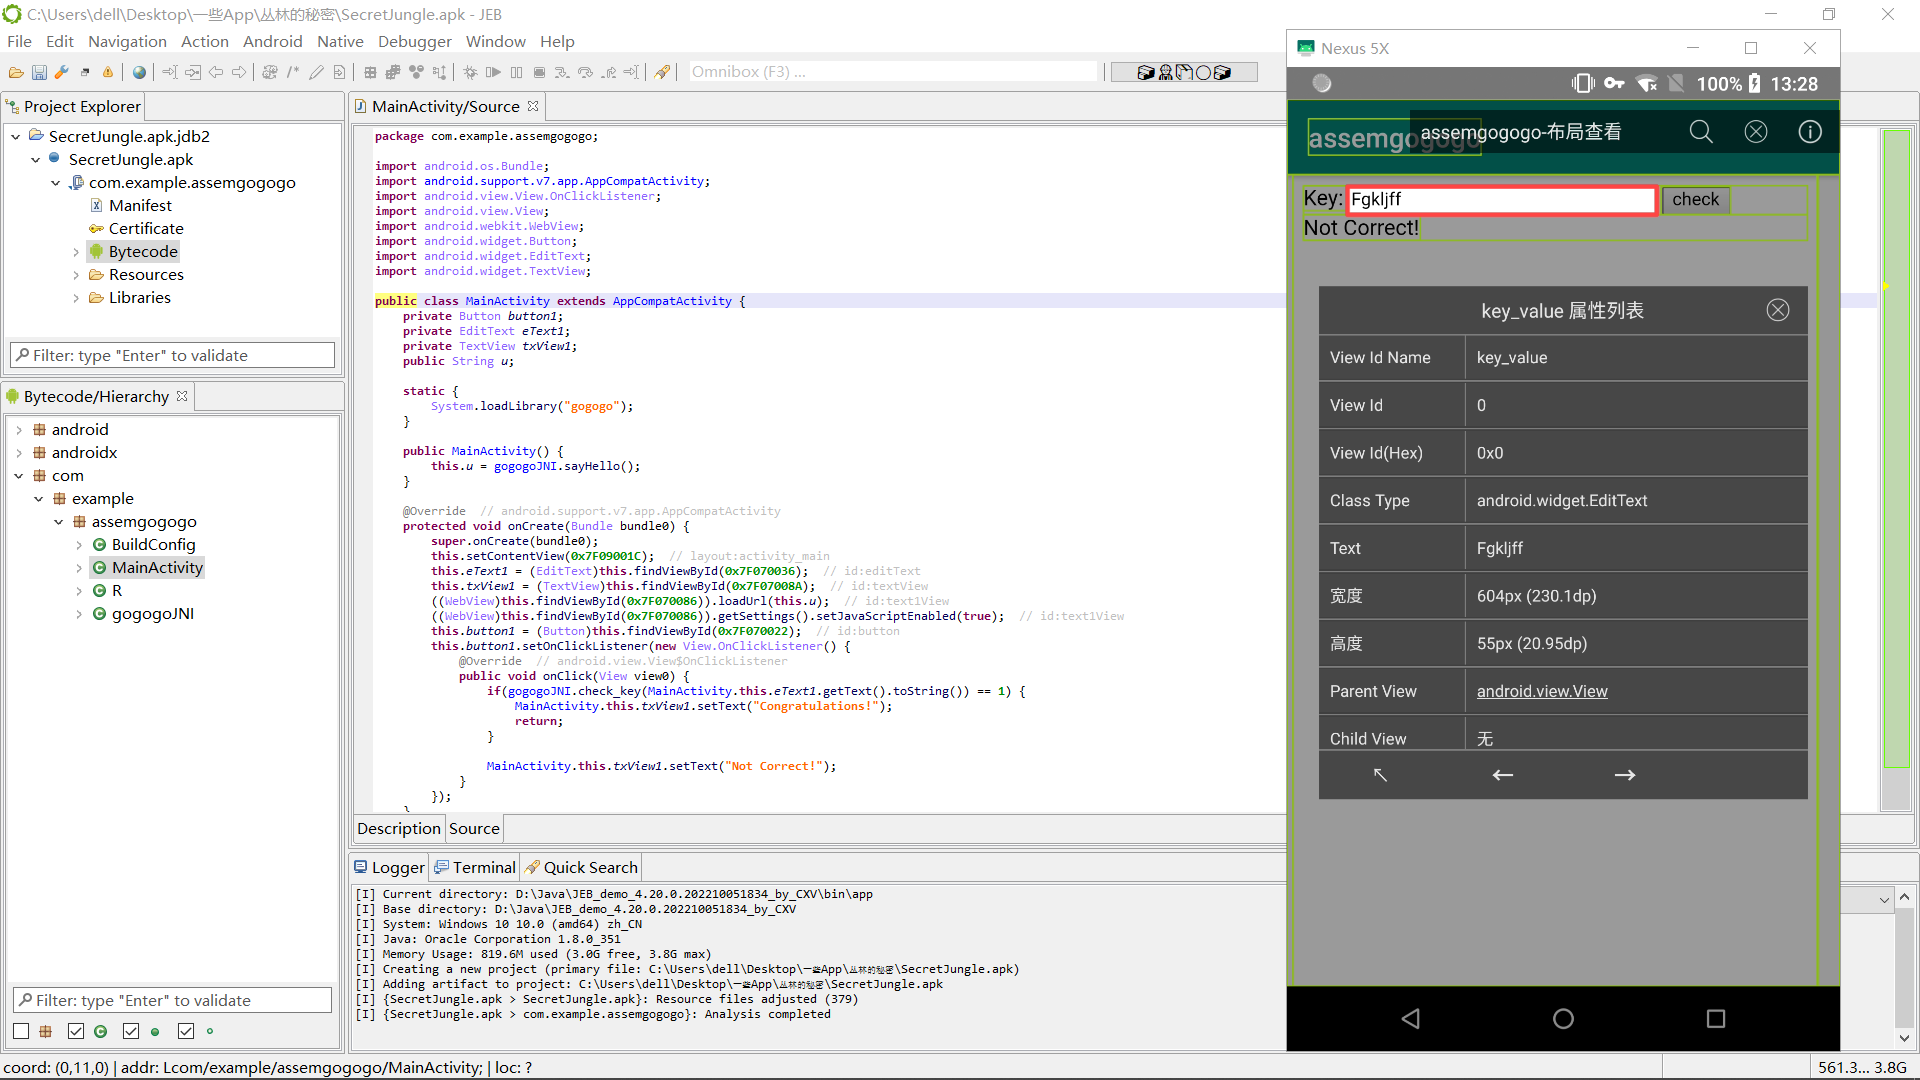 C:\Users\dell\Desktop\一些App\丛林的秘密\SecretJungle.apk - JEB
File Edit Navigation Action Android Native Debugger Window Help
Omnibox (F3) ...
Project Explorer
SecretJungle.apk.jdb2
SecretJungle.apk
com.example.assemgogogo
Manifest
Certificate
Bytecode
Resources
Libraries
Filter: type "Enter" to validate
Bytecode/Hierarchy
android
androidx
com
example
assemgogogo
BuildConfig
MainActivity
R
gogogoJNI
Filter: type "Enter" to validate
MainActivity/Source
package com.example.assemgogogo;
import android.os.Bundle;
import android.support.v7.app.AppCompatActivity;
import android.view.View.OnClickListener;
import android.view.View;
import android.webkit.WebView;
import android.widget.Button;
import android.widget.EditText;
import android.widget.TextView;
public class MainActivity extends AppCompatActivity {
private Button button1;
private EditText eText1;
private TextView txView1;
public String u;
static {
System.loadLibrary("gogogo");
}
public MainActivity() {
this.u = gogogoJNI.sayHello();
}
@Override // android.support.v7.app.AppCompatActivity
protected void onCreate(Bundle bundle0) {
super.onCreate(bundle0);
this.setContentView(0x7F09001C); // layout:activity_main
this.eText1 = (EditText)this.findViewById(0x7F070036); // id:editText
this.txView1 = (TextView)this.findViewById(0x7F07008A); // id:textView
((WebView)this.findViewById(0x7F070086)).loadUrl(this.u); // id:text1View
((WebView)this.findViewById(0x7F070086)).getSettings().setJavaScriptEnabled(true); // id:text1View
this.button1 = (Button)this.findViewById(0x7F070022); // id:button
this.button1.setOnClickListener(new View.OnClickListener() {
@Override // android.view.View$OnClickListener
public void onClick(View view0) {
if(gogogoJNI.check_key(MainActivity.this.eText1.getText().toString()) == 1) {
MainActivity.this.txView1.setText("Congratulations!");
return;
}
MainActivity.this.txView1.setText("Not Correct!");
}
});
}
Description Source
Logger Terminal Quick Search
[I] Current directory: D:\Java\JEB_demo_4.20.0.202210051834_by_CXV\bin\app
[I] Base directory: D:\Java\JEB_demo_4.20.0.202210051834_by_CXV
[I] System: Windows 10 10.0 (amd64) zh_CN
[I] Java: Oracle Corporation 1.8.0_351
[I] Memory Usage: 819.6M used (3.0G free, 3.8G max)
[I] Creating a new project (primary file: C:\Users\dell\Desktop\一些App\丛林的秘密\SecretJungle.apk)
[I] Adding artifact to project: C:\Users\dell\Desktop\一些App\丛林的秘密\SecretJungle.apk
[I] {SecretJungle.apk > SecretJungle.apk}: Resource files adjusted (379)
[I] {SecretJungle.apk > com.example.assemgogogo}: Analysis completed
coord: (0,11,0) | addr: Lcom/example/assemgogogo/MainActivity; | loc: ?
561.3... 3.8G
Nexus 5X
100% 13:28
assemgogogo
assemgogogo-布局查看
Key: Fgkljff check
Not Correct!
key_value 属性列表
View Id Name key_value
View Id 0
View Id(Hex) 0x0
Class Type android.widget.EditText
Text Fgkljff
宽度 604px (230.1dp)
高度 55px (20.95dp)
Parent View android.view.View
Child View 无